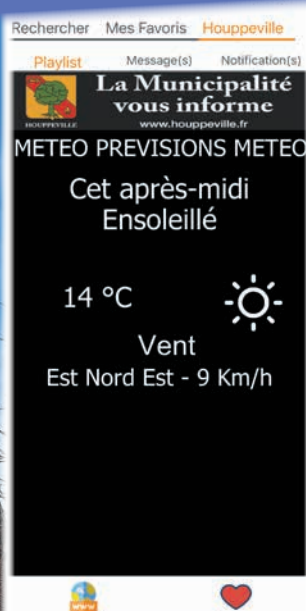 Rechercher Mes Favoris Houppeville
Playlist Message(s) Notification(s)
La Municipalité
vous informe
HOUPPEVILLE www.houppeville.fr
METEO PREVISIONS METEO
Cet après-midi
Ensoleillé
14 °C
Vent
Est Nord Est - 9 Km/h
www